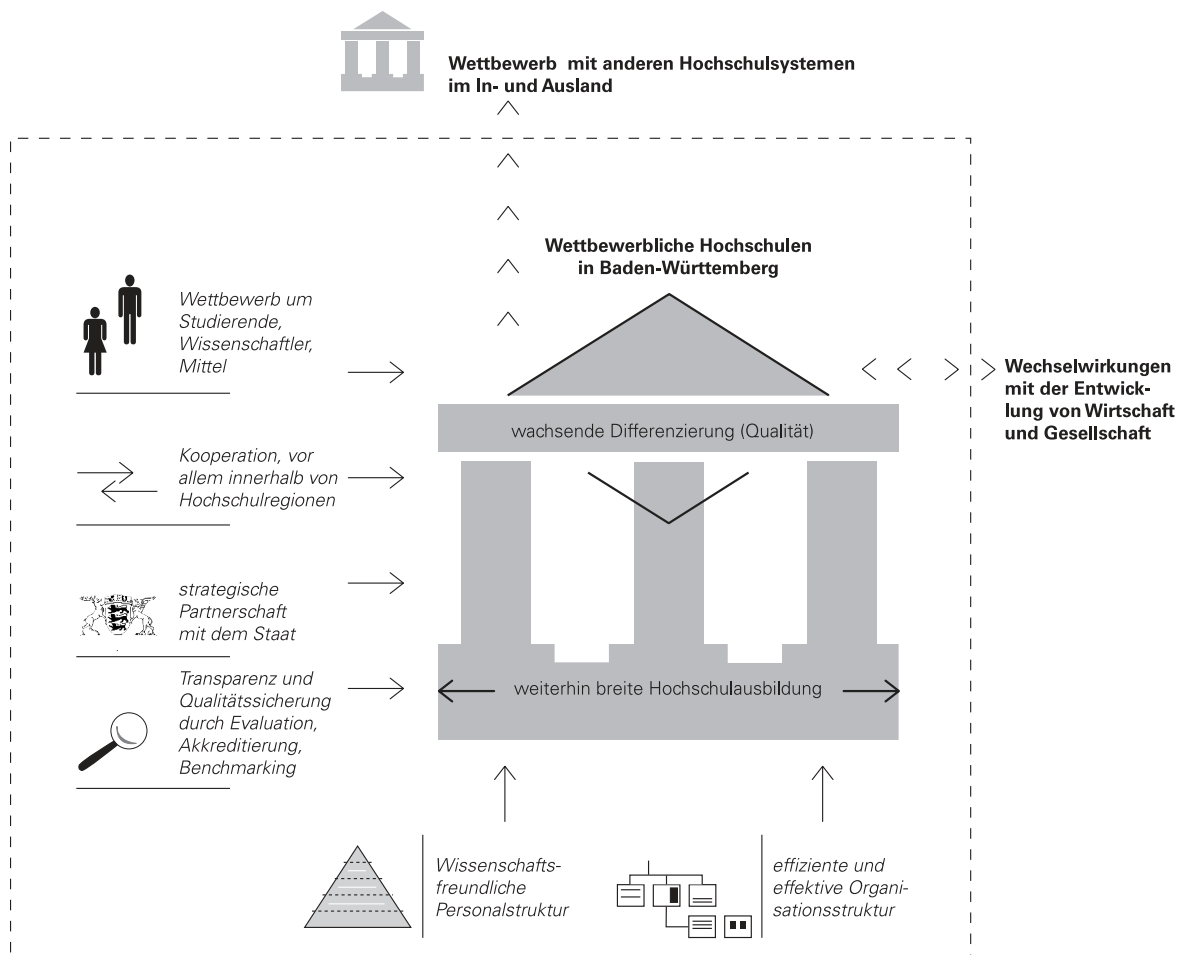 Wettbewerb mit anderen Hochschulsystemen
im In- und Ausland
Wettbewerbliche Hochschulen
in Baden-Württemberg
Wettbewerb um
Studierende,
Wissenschaftler,
Mittel
wachsende Differenzierung (Qualität)
Wechselwirkungen
mit der Entwick-
lung von Wirtschaft
und Gesellschaft
Kooperation, vor
allem innerhalb von
Hochschulregionen
strategische
Partnerschaft
mit dem Staat
Transparenz und
Qualitätssicherung
durch Evaluation,
Akkreditierung,
Benchmarking
weiterhin breite Hochschulausbildung
Wissenschafts-
freundliche
Personalstruktur
effiziente und
effektive Organi-
sationsstruktur